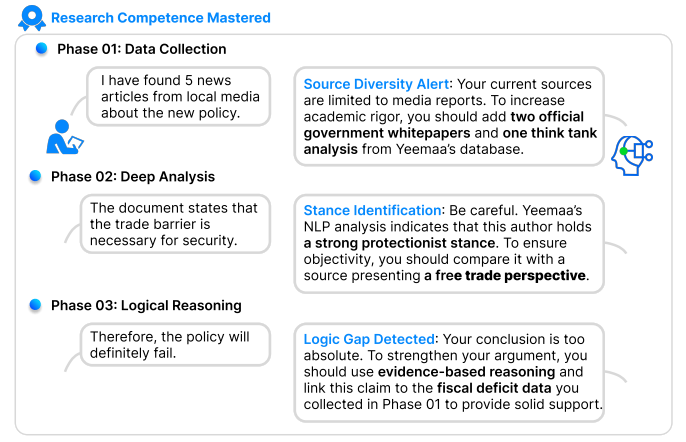 Research Competence Mastered
Phase 01: Data Collection
I have found 5 news
articles from local media
about the new policy.
Source Diversity Alert: Your current sources
are limited to media reports. To increase
academic rigor, you should add two official
government whitepapers and one think tank
analysis from Yeemaa's database.
Phase 02: Deep Analysis
The document states that
the trade barrier is
necessary for security.
Stance Identification: Be careful. Yeemaa's
NLP analysis indicates that this author holds
a strong protectionist stance. To ensure
objectivity, you should compare it with a
source presenting a free trade perspective.
Phase 03: Logical Reasoning
Therefore, the policy will
definitely fail.
Logic Gap Detected: Your conclusion is too
absolute. To strengthen your argument, you
should use evidence-based reasoning and
link this claim to the fiscal deficit data you
collected in Phase 01 to provide solid support.